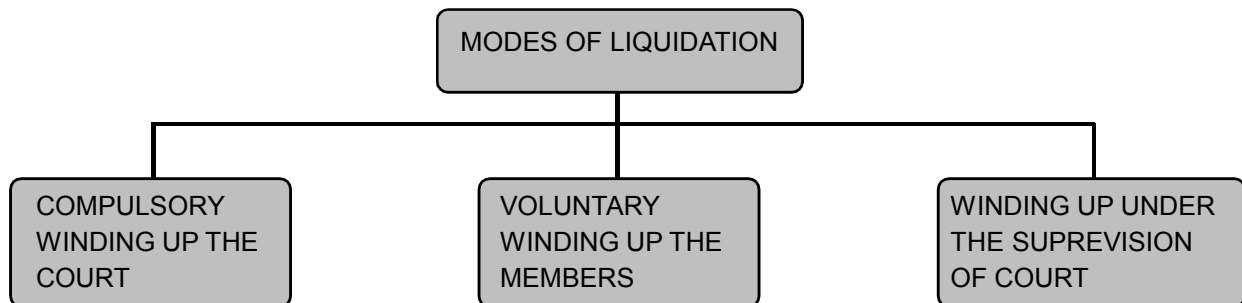 MODES OF LIQUIDATION
COMPULSORY
WINDING UP THE
COURT
VOLUNTARY
WINDING UP THE
MEMBERS
WINDING UP UNDER
THE SUPREVISION
OF COURT